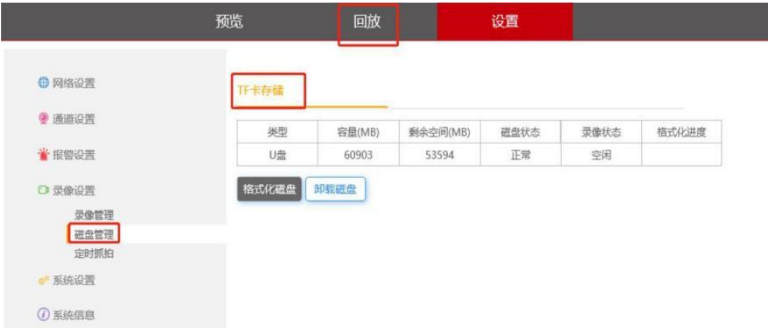 预览 回放 设置
网络设置
通道设置
报警设置
录像设置
录像管理
磁盘管理
定时抓拍
系统设置
系统信息
TF卡存储
类型 容量(MB) 剩余空间(MB) 磁盘状态 录像状态 格式化进度
U盘 60903 53594 正常 空闲
格式化磁盘 卸载磁盘